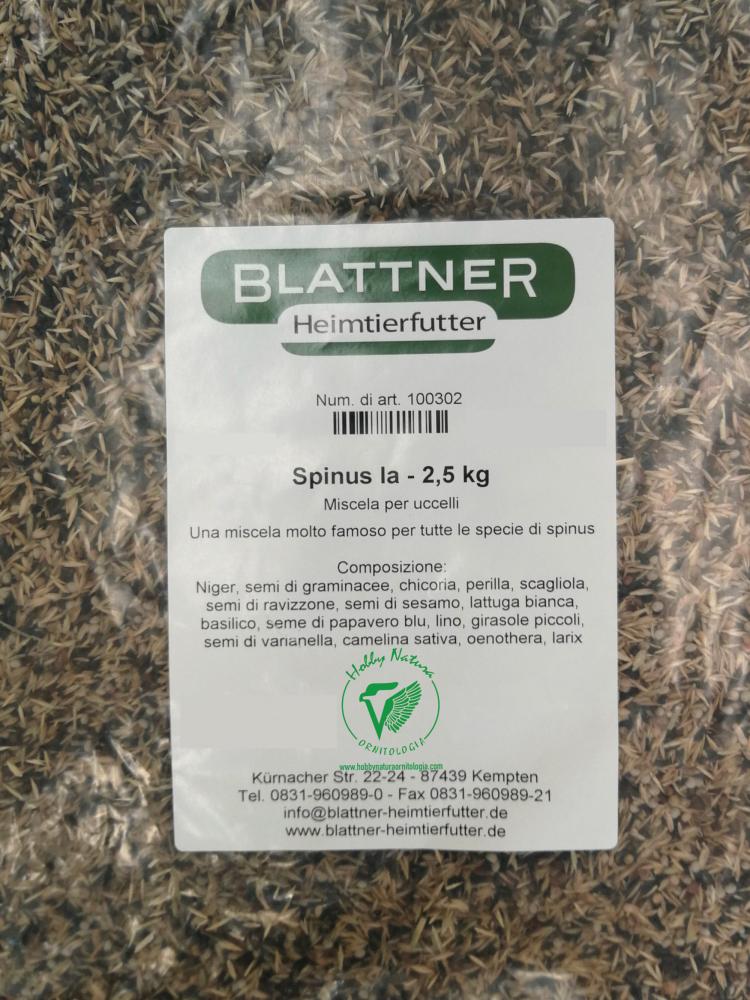 BLATTNER
Heimtierfutter
Num. di art. 100302
Spinus Ia - 2,5 kg
Miscela per uccelli
Una miscela molto famoso per tutte le specie di spinus
Composizione:
Niger, semi di graminacee, chicoria, perilla, scagliola,
semi di ravizzone, semi di sesamo, lattuga bianca,
basilico, seme di papavero blu, lino, girasole piccoli,
semi di varianella, camelina sativa, oenothera, larix
Hobby Natura
ORNITOLOGIA
www.hobbynaturaornitologia.com
Kürnacher Str. 22-24 - 87439 Kempten
Tel. 0831-960989-0 - Fax 0831-960989-21
info@blattner-heimtierfutter.de
www.blattner-heimtierfutter.de